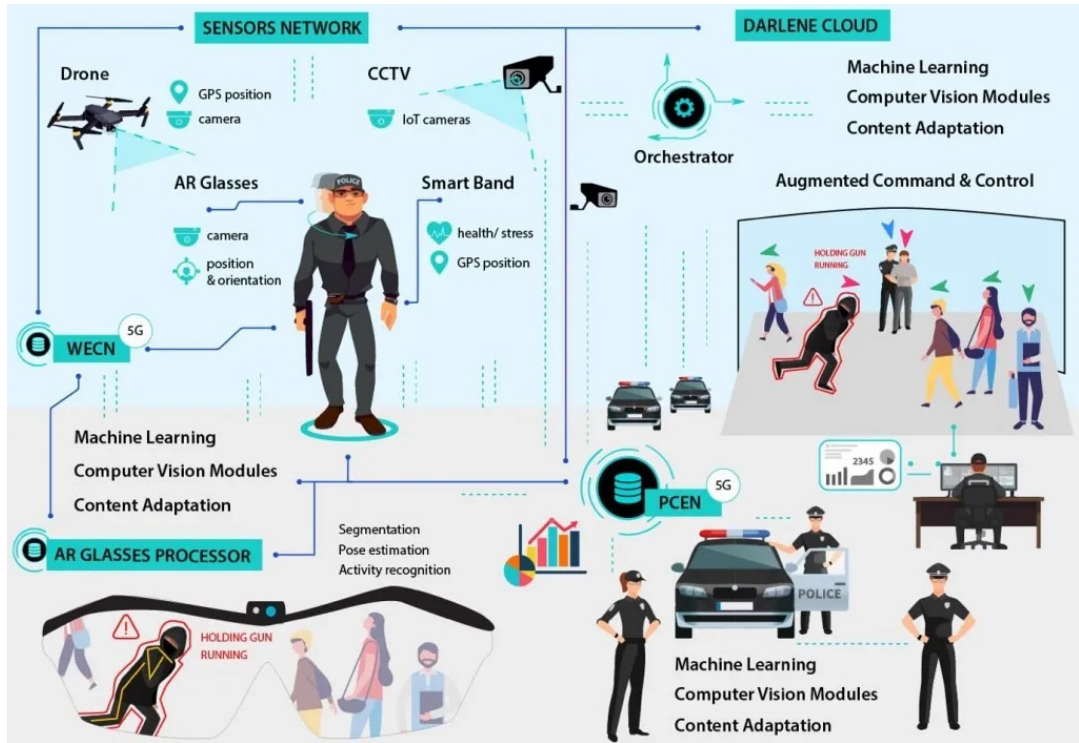 SENSORS NETWORK
DARLENE CLOUD
Drone
GPS position
camera
CCTV
IoT cameras
Orchestrator
Machine Learning
Computer Vision Modules
Content Adaptation
AR Glasses
camera
position
& orientation
POLICE
Smart Band
health/ stress
GPS position
Augmented Command & Control
HOLDING GUN
RUNNING
WECN
5G
Machine Learning
Computer Vision Modules
Content Adaptation
2345
PCEN
5G
AR GLASSES PROCESSOR
Segmentation
Pose estimation
Activity recognition
HOLDING GUN
RUNNING
POLICE
Machine Learning
Computer Vision Modules
Content Adaptation